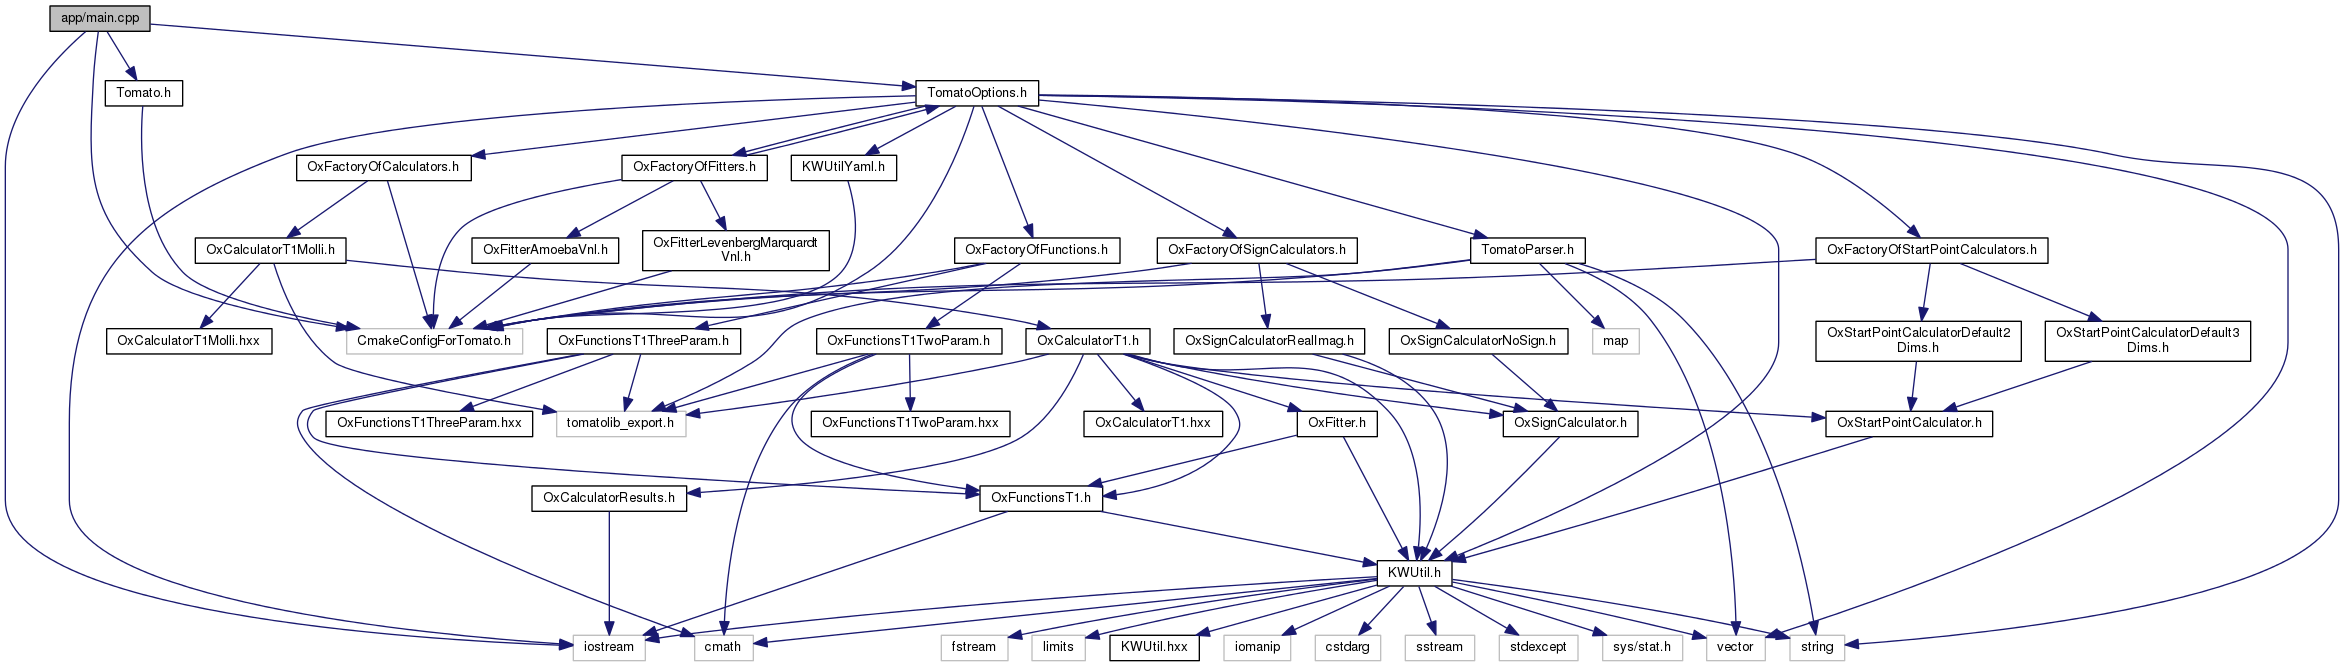 app/main.cpp
Tomato.h
TomatoOptions.h
OxFactoryOfCalculators.h
OxFactoryOfFitters.h
KWUtilYaml.h
OxCalculatorT1Molli.h
OxFitterAmoebaVnl.h
OxFitterLevenbergMarquardt
Vnl.h
OxFactoryOfFunctions.h
OxFactoryOfSignCalculators.h
TomatoParser.h
OxFactoryOfStartPointCalculators.h
OxCalculatorT1Molli.hxx
CmakeConfigForTomato.h
OxFunctionsT1ThreeParam.h
OxFunctionsT1TwoParam.h
OxCalculatorT1.h
OxSignCalculatorRealImag.h
OxSignCalculatorNoSign.h
map
OxStartPointCalculatorDefault2
Dims.h
OxStartPointCalculatorDefault3
Dims.h
OxFunctionsT1ThreeParam.hxx
tomatolib_export.h
OxFunctionsT1TwoParam.hxx
OxCalculatorT1.hxx
OxFitter.h
OxSignCalculator.h
OxStartPointCalculator.h
OxCalculatorResults.h
OxFunctionsT1.h
KWUtil.h
iostream
cmath
fstream
limits
KWUtil.hxx
iomanip
cstdarg
sstream
stdexcept
sys/stat.h
vector
string